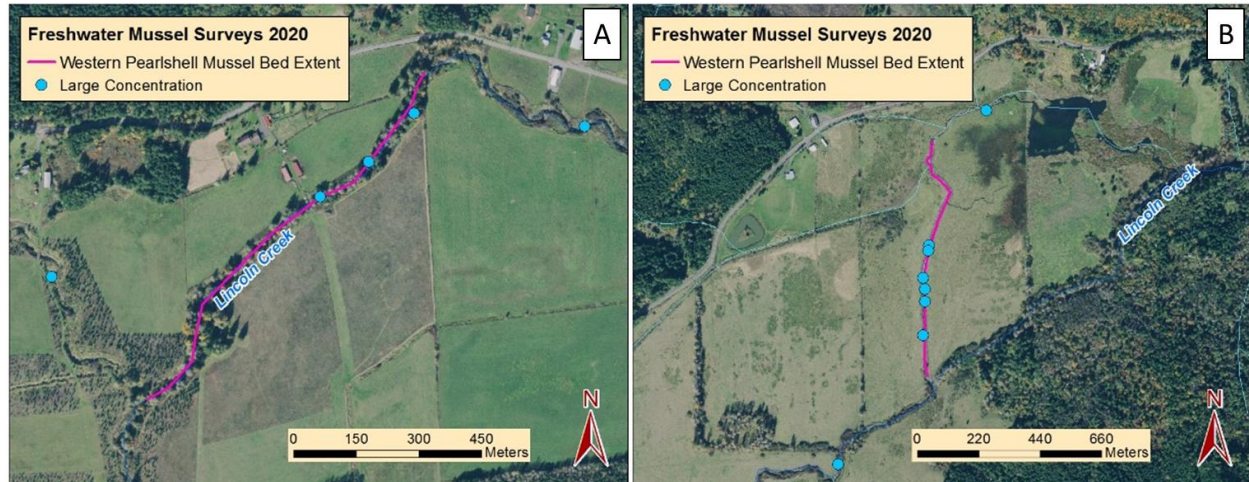 Freshwater Mussel Surveys 2020
Western Pearlshell Mussel Bed Extent
Large Concentration
A
Lincoln Creek
N
0 150 300 450
Meters
Freshwater Mussel Surveys 2020
Western Pearlshell Mussel Bed Extent
Large Concentration
B
Lincoln Creek
N
0 220 440 660
Meters